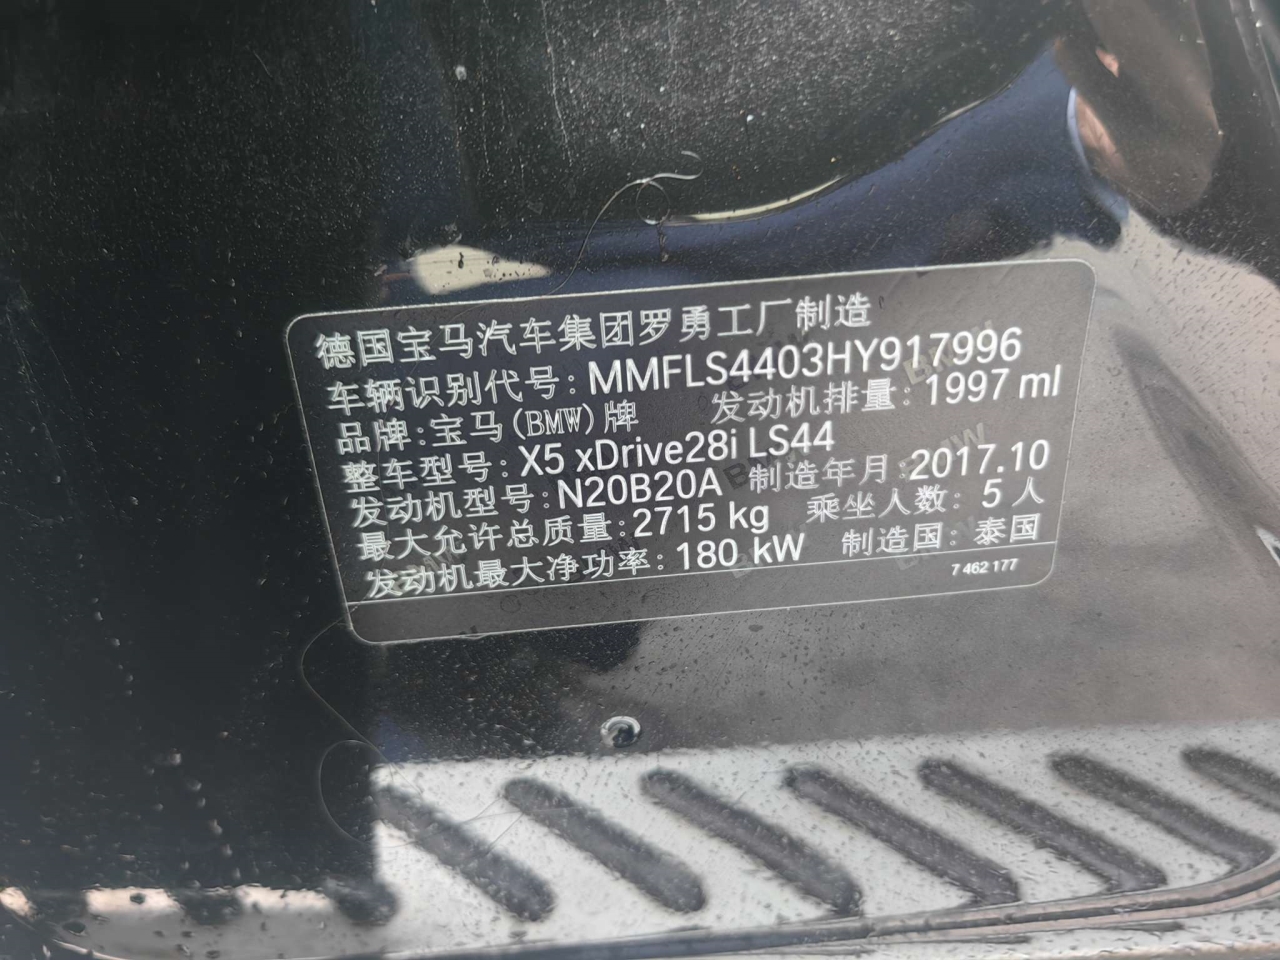 德国宝马汽车集团罗勇工厂制造
车辆识别代号: MMFLS4403HY917996
品牌:宝马(BMW)牌 发动机排量: 1997 ml
整车型号: X5 xDrive28i LS44
发动机型号: N20B20A 制造年月:2017.10
最大允许总质量:2715 kg 乘坐人数: 5 人
发动机最大净功率: 180 kW 制造国: 泰国
7 462 177